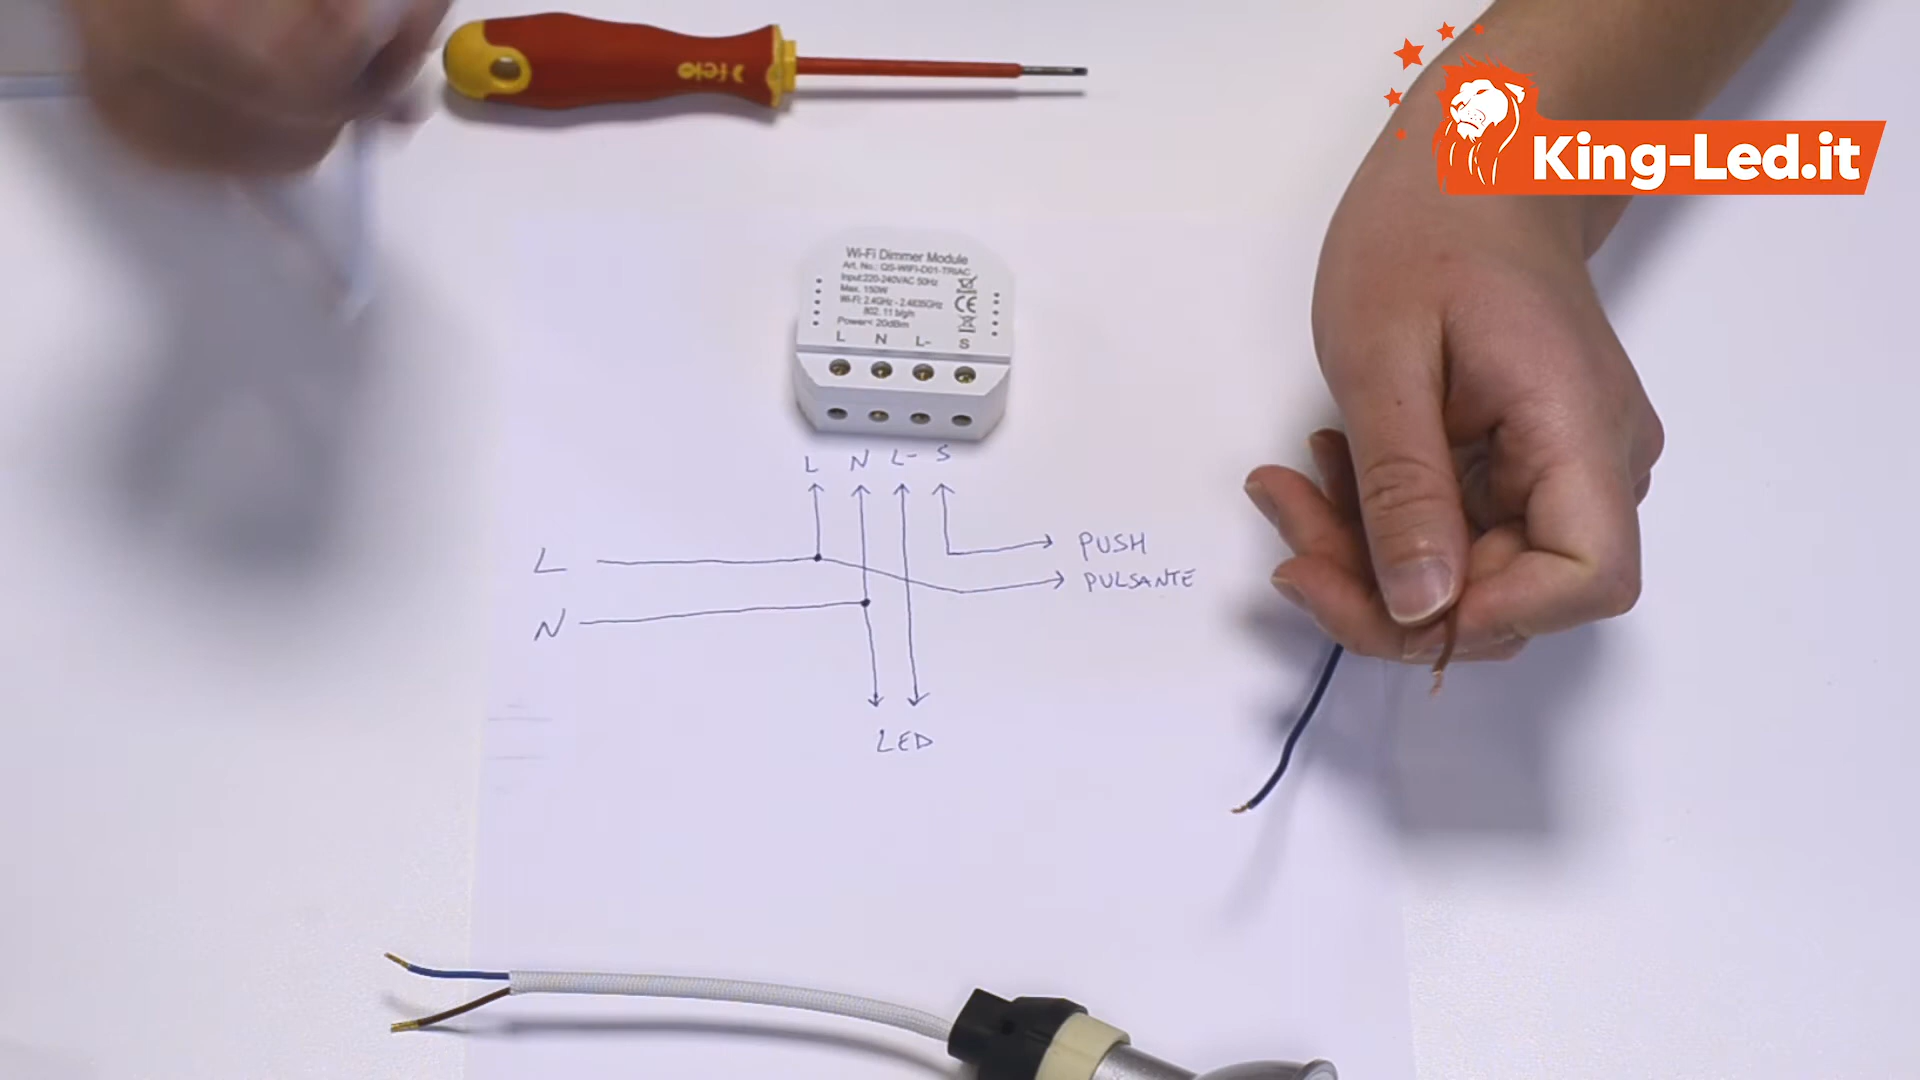 felo
King-Led.it
Wi-Fi Dimmer Module
Art. No.: QS-WIFI-D01-TRIAC
Input:220-240VAC 50Hz
Max. 150W
Wi-Fi: 2.4GHz - 2.4835GHz
802. 11 b/g/n
Power< 20dBm
CE
L N L- S
L N L- S
PUSH
L
PULSANTE
N
LED